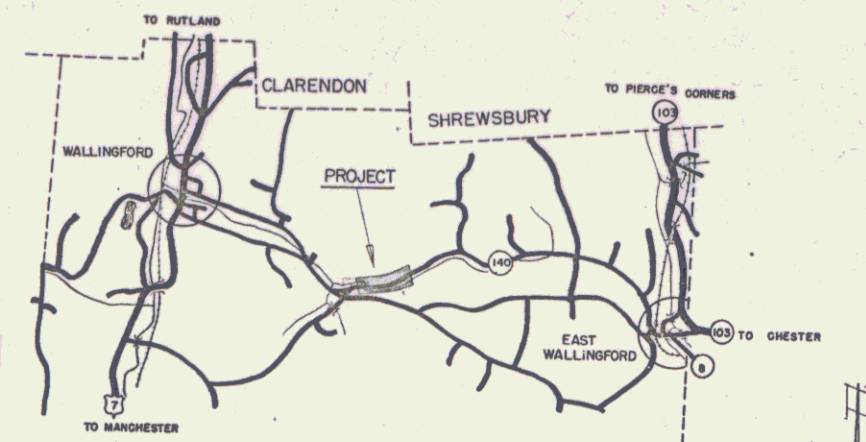 TO RUTLAND
CLARENDON
TO PIERCE'S CORNERS
103
SHREWSBURY
WALLINGFORD
PROJECT
140
EAST
WALLINGFORD
103 TO CHESTER
8
7
TO MANCHESTER